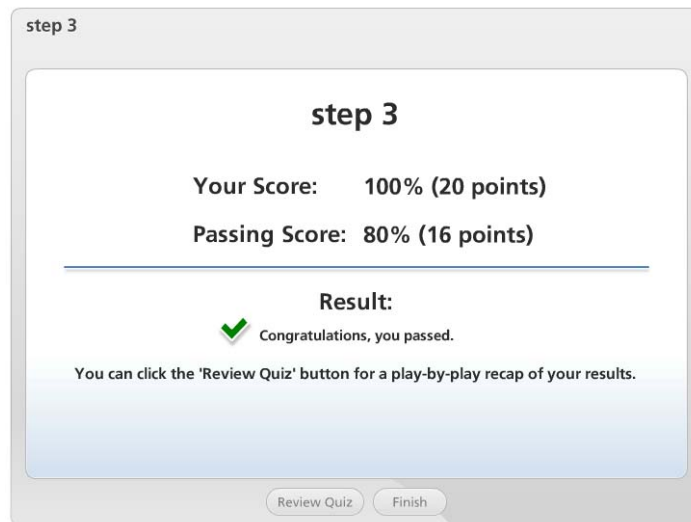 step 3
step 3
Your Score: 100% (20 points)
Passing Score: 80% (16 points)
Result:
Congratulations, you passed.
You can click the 'Review Quiz' button for a play-by-play recap of your results.
Review Quiz Finish